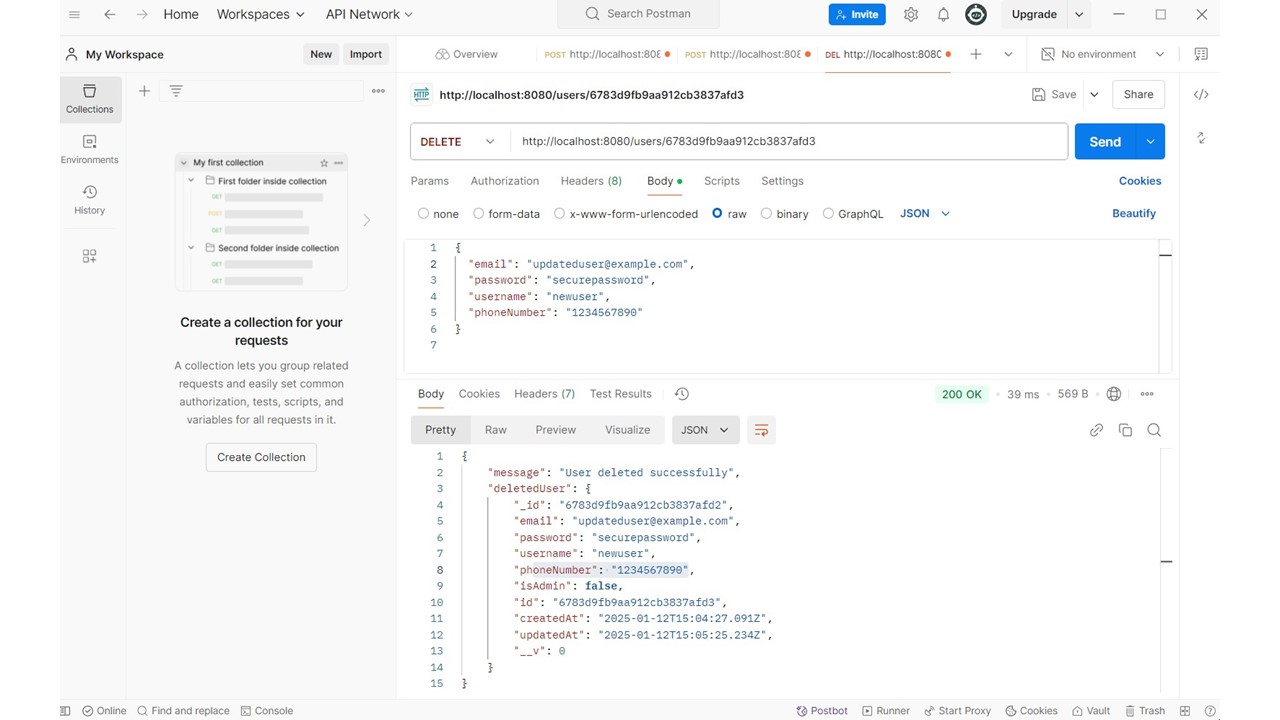 Home Workspaces API Network Search Postman Invite Upgrade
My Workspace New Import Overview POST http://localhost:808 POST http://localhost:808 DEL http://localhost:8080 No environment
Collections
Environments
History
My first collection
First folder inside collection
GET
POST
GET
Second folder inside collection
GET
GET
Create a collection for your
requests
A collection lets you group related
requests and easily set common
authorization, tests, scripts, and
variables for all requests in it.
Create Collection
HTTP http://localhost:8080/users/6783d9fb9aa912cb3837afd3 Save Share
DELETE http://localhost:8080/users/6783d9fb9aa912cb3837afd3 Send
Params Authorization Headers (8) Body Scripts Settings Cookies
none form-data x-www-form-urlencoded raw binary GraphQL JSON Beautify
1 {
2 "email": "updateduser@example.com",
3 "password": "securepassword",
4 "username": "newuser",
5 "phoneNumber": "1234567890"
6 }
7
Body Cookies Headers (7) Test Results 200 OK 39 ms 569 B
Pretty Raw Preview Visualize JSON
1 {
2 "message": "User deleted successfully",
3 "deletedUser": {
4 "_id": "6783d9fb9aa912cb3837afd2",
5 "email": "updateduser@example.com",
6 "password": "securepassword",
7 "username": "newuser",
8 "phoneNumber": "1234567890",
9 "isAdmin": false,
10 "id": "6783d9fb9aa912cb3837afd3",
11 "createdAt": "2025-01-12T15:04:27.091Z",
12 "updatedAt": "2025-01-12T15:05:25.234Z",
13 "__v": 0
14 }
15 }
Online Find and replace Console Postbot Runner Start Proxy Cookies Vault Trash